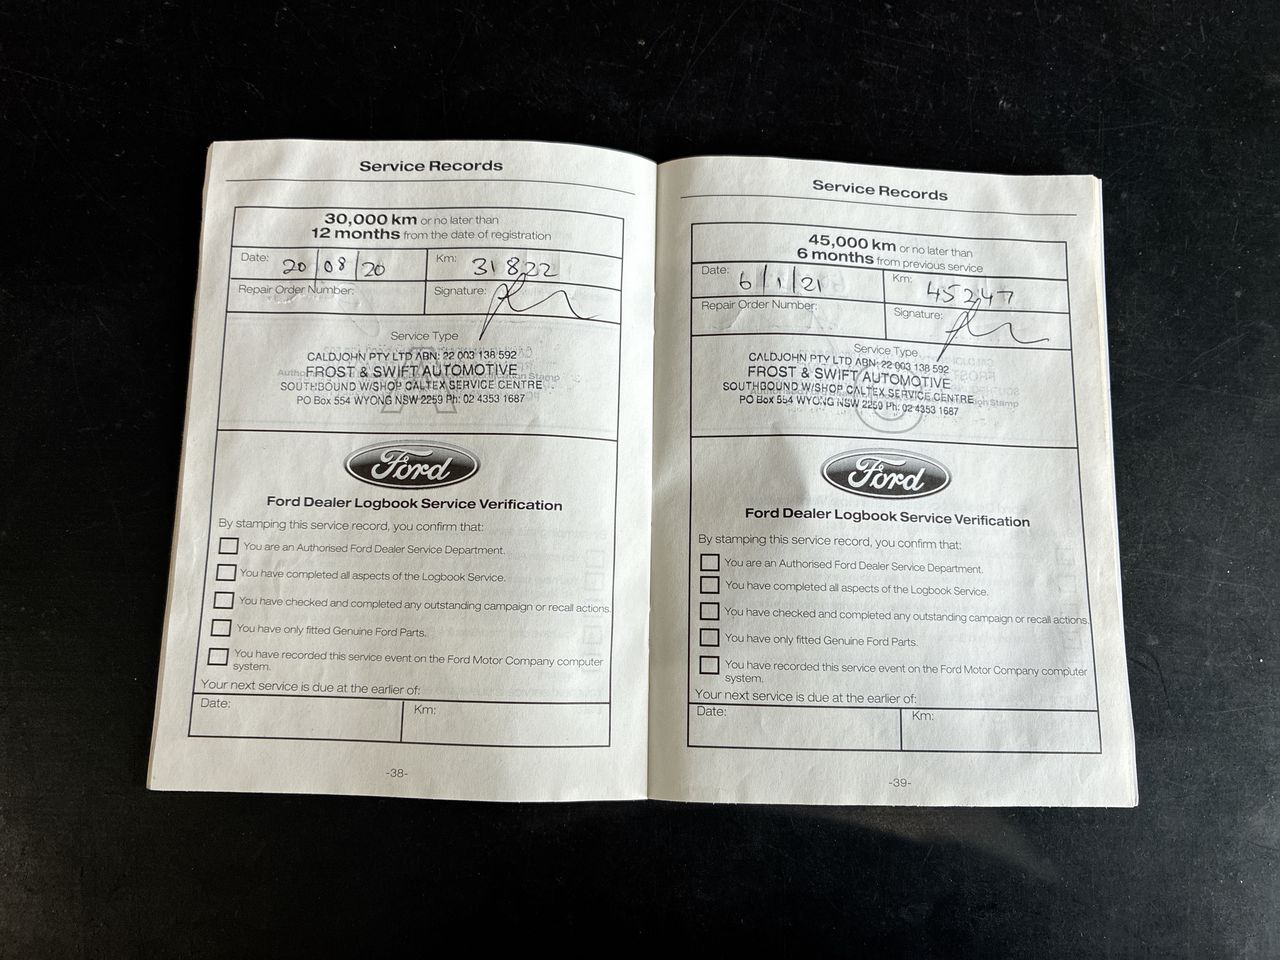 Service Records
30,000 km or no later than
12 months from the date of registration
Date: 20/08/20 Km: 31822
Repair Order Number: Signature:
Service Type
CALDJOHN PTY LTD ABN: 22 003 138 592
FROST & SWIFT AUTOMOTIVE
SOUTHBOUND W/SHOP CALTEX SERVICE CENTRE
PO Box 554 WYONG NSW 2259 Ph: 02 4353 1687
Ford
Ford Dealer Logbook Service Verification
By stamping this service record, you confirm that:
You are an Authorised Ford Dealer Service Department.
You have completed all aspects of the Logbook Service.
You have checked and completed any outstanding campaign or recall actions.
You have only fitted Genuine Ford Parts.
You have recorded this service event on the Ford Motor Company computer
system.
Your next service is due at the earlier of:
Date: Km:
-38-
Service Records
45,000 km or no later than
6 months from previous service
Date: 6/1/21 Km: 45247
Repair Order Number: Signature:
Service Type
CALDJOHN PTY LTD ABN: 22 003 138 592
FROST & SWIFT AUTOMOTIVE
SOUTHBOUND W/SHOP CALTEX SERVICE CENTRE
PO Box 554 WYONG NSW 2259 Ph: 02 4353 1687
Ford
Ford Dealer Logbook Service Verification
By stamping this service record, you confirm that:
You are an Authorised Ford Dealer Service Department.
You have completed all aspects of the Logbook Service.
You have checked and completed any outstanding campaign or recall actions.
You have only fitted Genuine Ford Parts.
You have recorded this service event on the Ford Motor Company computer
system.
Your next service is due at the earlier of:
Date: Km:
-39-